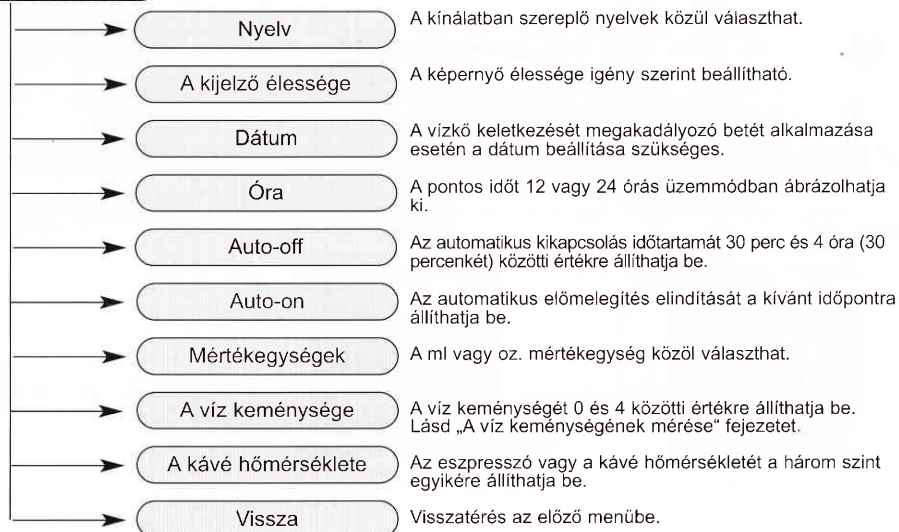 Nyelv
A kínálatban szereplő nyelvek közül választhat.
A kijelző élessége
A képernyő élessége igény szerint beállítható.
Dátum
A vízkő keletkezését megakadályozó betét alkalmazása
esetén a dátum beállítása szükséges.
Óra
A pontos időt 12 vagy 24 órás üzemmódban ábrázolhatja
ki.
Auto-off
Az automatikus kikapcsolás időtartamát 30 perc és 4 óra (30
percenkét) közötti értékre állíthatja be.
Auto-on
Az automatikus előmelegítés elindítását a kívánt időpontra
állíthatja be.
Mértékegységek
A ml vagy oz. mértékegység közöl választhat.
A víz keménysége
A víz keménységét 0 és 4 közötti értékre állíthatja be.
Lásd „A víz keménységének mérése“ fejezetet.
A kávé hőmérséklete
Az eszpresszó vagy a kávé hőmérsékletét a három szint
egyikére állíthatja be.
Vissza
Visszatérés az előző menübe.